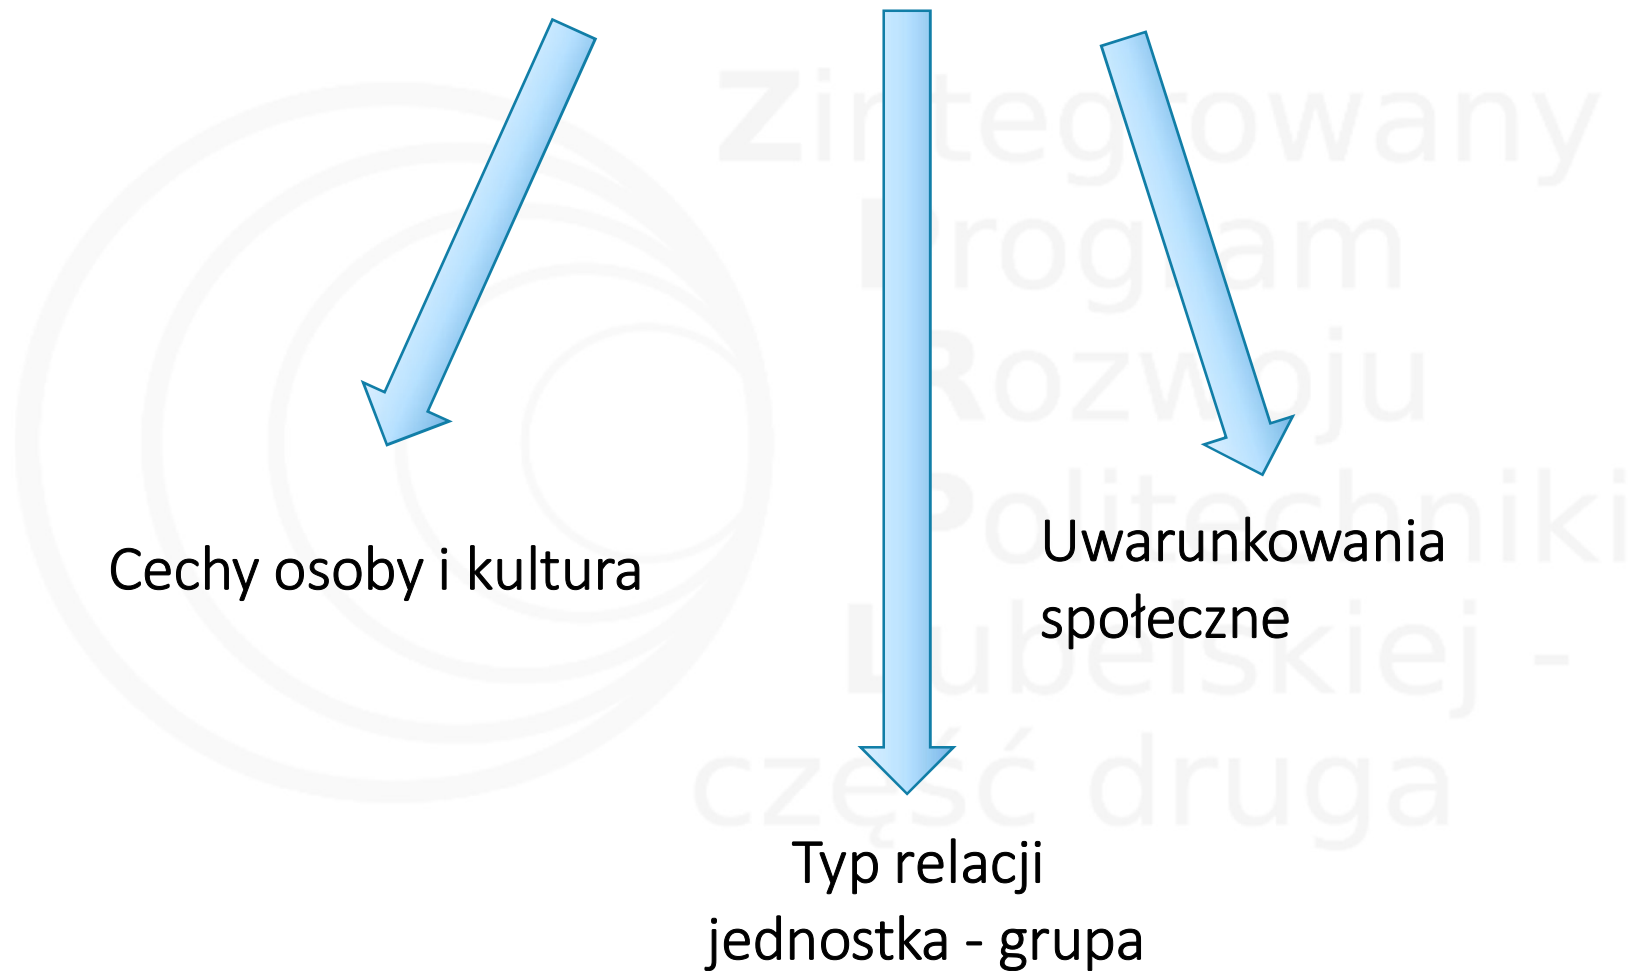 Zintegrowany
Program
Rozwoju
Politechniki
Lubelskiej -
część druga
Cechy osoby i kultura
Uwarunkowania
społeczne
Typ relacji
jednostka - grupa